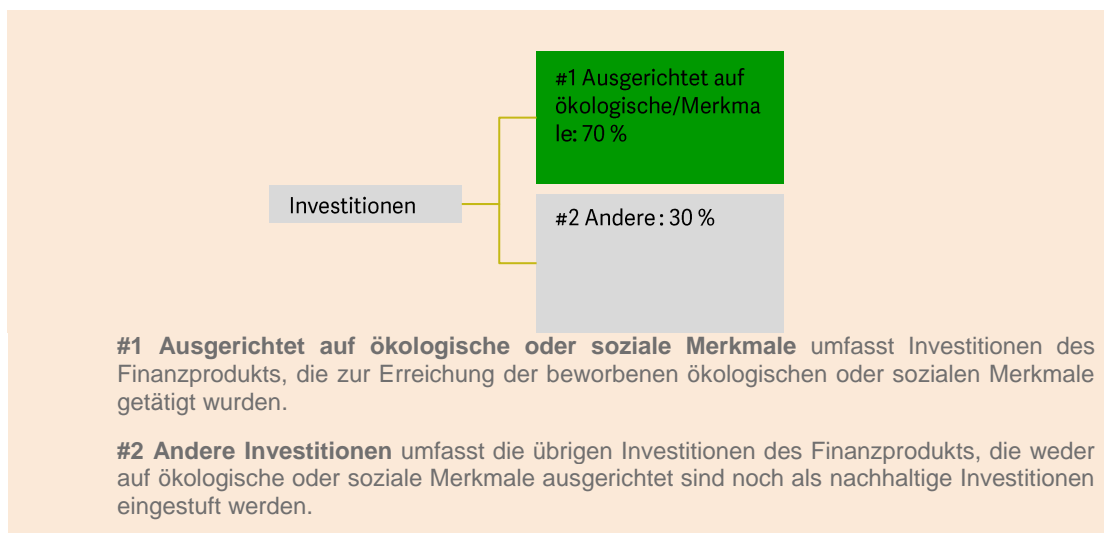 #1 Ausgerichtet auf
ökologische/Merkma
le: 70 %
Investitionen
#2 Andere : 30 %
#1 Ausgerichtet auf ökologische oder soziale Merkmale umfasst Investitionen des
Finanzprodukts, die zur Erreichung der beworbenen ökologischen oder sozialen Merkmale
getätigt wurden.
#2 Andere Investitionen umfasst die übrigen Investitionen des Finanzprodukts, die weder
auf ökologische oder soziale Merkmale ausgerichtet sind noch als nachhaltige Investitionen
eingestuft werden.